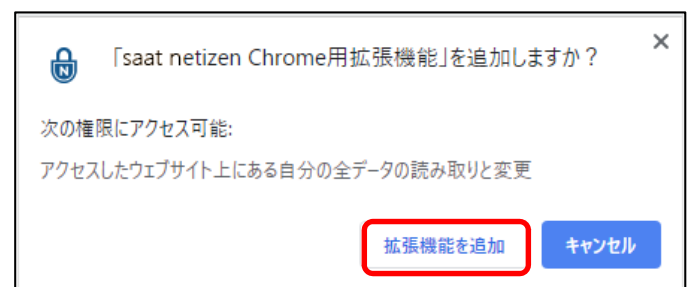 「saat netizen Chrome用拡張機能」を追加しますか？
次の権限にアクセス可能:
アクセスしたウェブサイト上にある自分の全データの読み取りと変更
拡張機能を追加
キャンセル